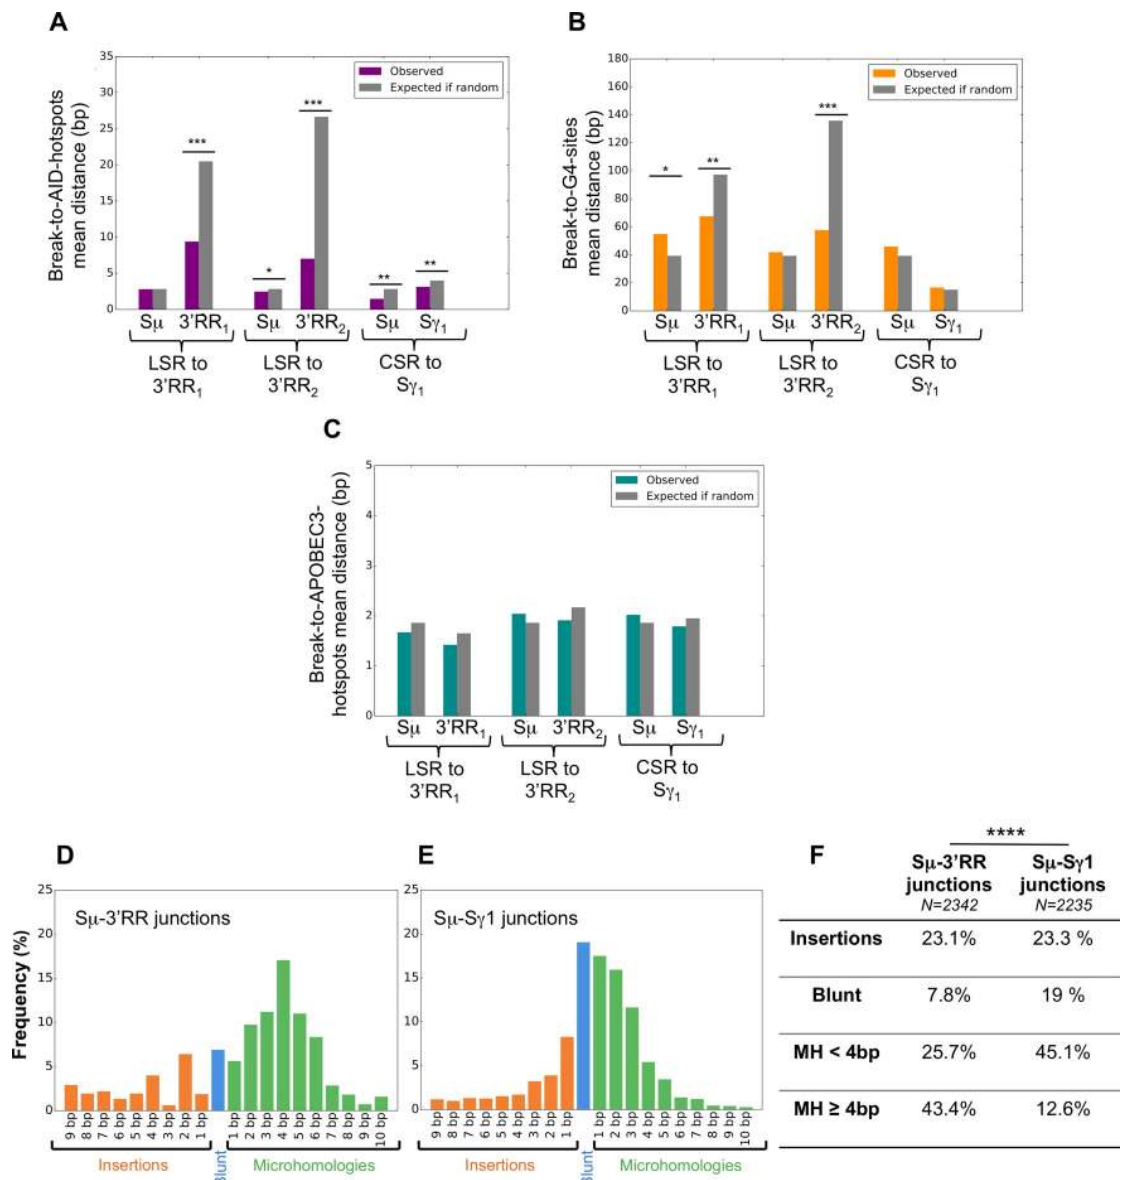 A
Break-to-AID-hotspots
mean distance (bp)
35
30
25
20
15
10
5
0
Observed
Expected if random
***
***
*
**
**
Sμ 3'RR1 Sμ 3'RR2 Sμ Sγ1
LSR to
3'RR1
LSR to
3'RR2
CSR to
Sγ1
B
Break-to-G4-sites
mean distance (bp)
180
160
140
120
100
80
60
40
20
0
Observed
Expected if random
*
**
***
Sμ 3'RR1 Sμ 3'RR2 Sμ Sγ1
LSR to
3'RR1
LSR to
3'RR2
CSR to
Sγ1
C
Break-to-APOBEC3-
hotspots mean distance (bp)
5
4
3
2
1
0
Observed
Expected if random
Sμ 3'RR1 Sμ 3'RR2 Sμ Sγ1
LSR to
3'RR1
LSR to
3'RR2
CSR to
Sγ1
D
Frequency (%)
25
20
15
10
5
0
Sμ-3'RR junctions
9 bp 8 bp 7 bp 6 bp 5 bp 4 bp 3 bp 2 bp 1 bp 1 bp 2 bp 3 bp 4 bp 5 bp 6 bp 7 bp 8 bp 9 bp 10 bp
Insertions Blunt Microhomologies
E
25
20
15
10
5
0
Sμ-Sγ1 junctions
9 bp 8 bp 7 bp 6 bp 5 bp 4 bp 3 bp 2 bp 1 bp 1 bp 2 bp 3 bp 4 bp 5 bp 6 bp 7 bp 8 bp 9 bp 10 bp
Insertions Blunt Microhomologies
F
****
Sμ-3'RR Sμ-Sγ1
junctions junctions
N=2342 N=2235
Insertions 23.1% 23.3 %
Blunt 7.8% 19 %
MH < 4bp 25.7% 45.1%
MH ≥ 4bp 43.4% 12.6%